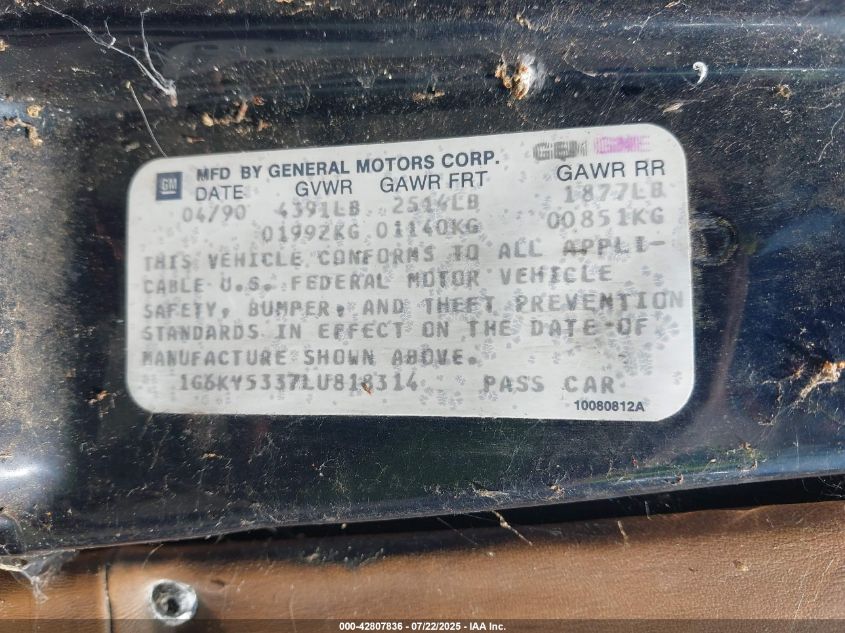 GM MFD BY GENERAL MOTORS CORP. GEN GME
DATE GVWR GAWR FRT GAWR RR
04/90 4391LB 2514LB 1877LB
01992KG 01140KG 00851KG
THIS VEHICLE CONFORMS TO ALL APPLI-
CABLE U.S. FEDERAL MOTOR VEHICLE
SAFETY, BUMPER, AND THEFT PREVENTION
STANDARDS IN EFFECT ON THE DATE OF
MANUFACTURE SHOWN ABOVE.
1G6KY5337LU818314 PASS CAR
10080812A
000-42807836 - 07/22/2025 - IAA Inc.